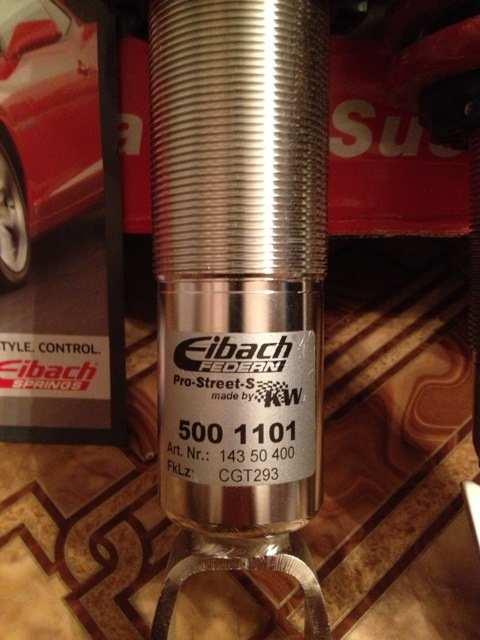 a Sus
STYLE. CONTROL.
Eibach
SPRINGS
Eibach
FEDERN
Pro-Street-S
made by KW
500 1101
Art. Nr.: 143 50 400
FkLz: CGT293